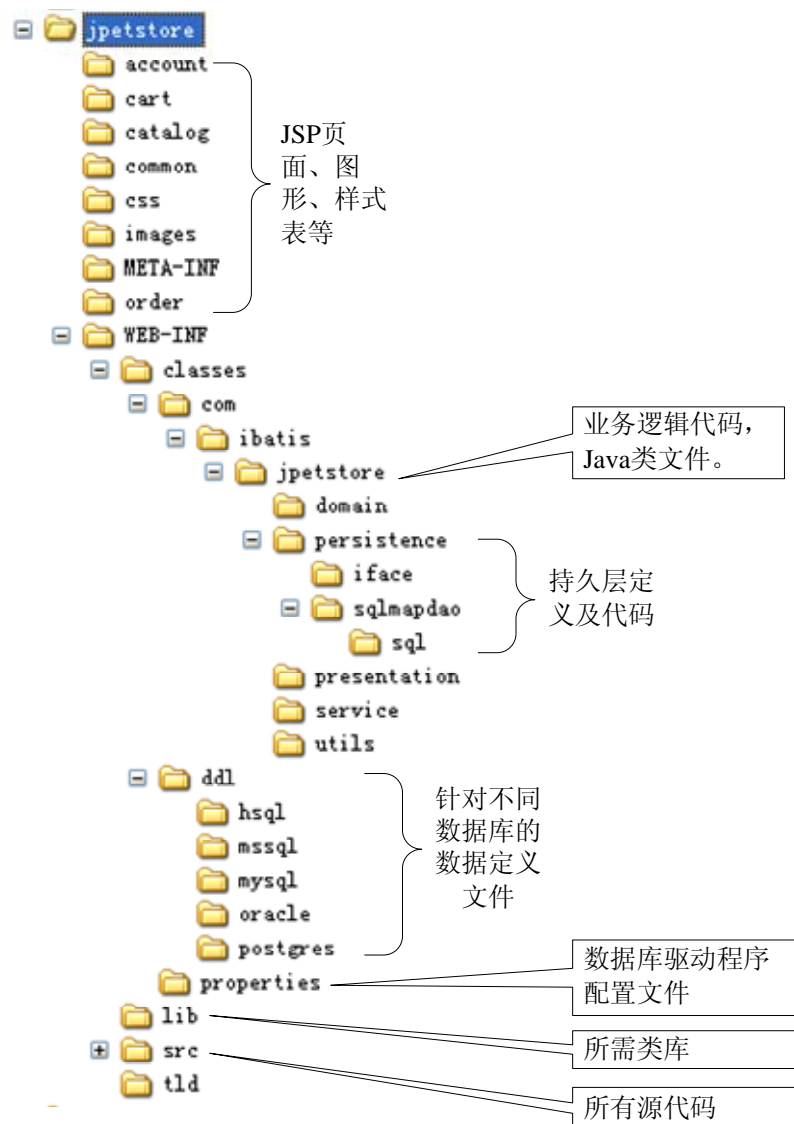 jpetstore
account
cart
catalog
common
css
images
META-INF
order
JSP页
面、图
形、样式
表等
WEB-INF
classes
com
ibatis
jpetstore
业务逻辑代码,
Java类文件。
domain
persistence
iface
sqlmapdao
sql
持久层定
义及代码
presentation
service
utils
ddl
hsql
mssql
mysql
oracle
postgres
针对不同
数据库的
数据定义
文件
properties
数据库驱动程序
配置文件
lib
所需类库
src
所有源代码
tld